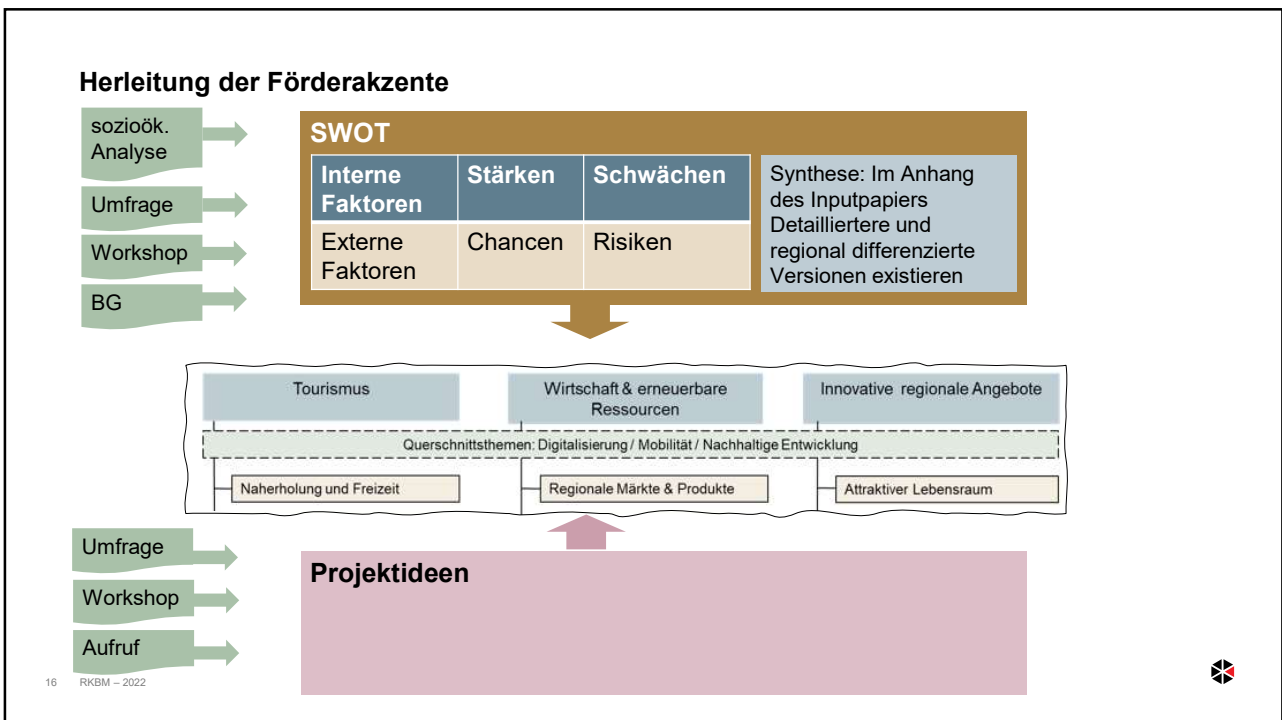 Herleitung der Förderakzente
sozioök.
Analyse
Umfrage
Workshop
BG
SWOT
Interne
Faktoren
Stärken
Schwächen
Externe
Faktoren
Chancen
Risiken
Synthese: Im Anhang
des Inputpapiers
Detailliertere und
regional differenzierte
Versionen existieren
Tourismus
Wirtschaft & erneuerbare
Ressourcen
Innovative regionale Angebote
Querschnittsthemen: Digitalisierung / Mobilität / Nachhaltige Entwicklung
Naherholung und Freizeit
Regionale Märkte & Produkte
Attraktiver Lebensraum
Umfrage
Workshop
Aufruf
Projektideen
16 RKBM – 2022